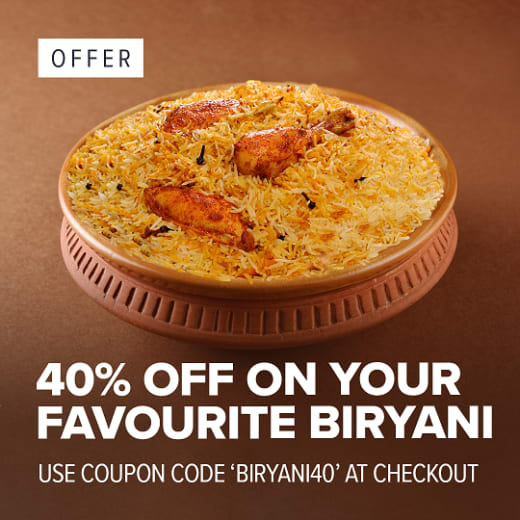 OFFER
40% OFF ON YOUR
FAVOURITE BIRYANI
USE COUPON CODE ‘BIRYANI40’ AT CHECKOUT